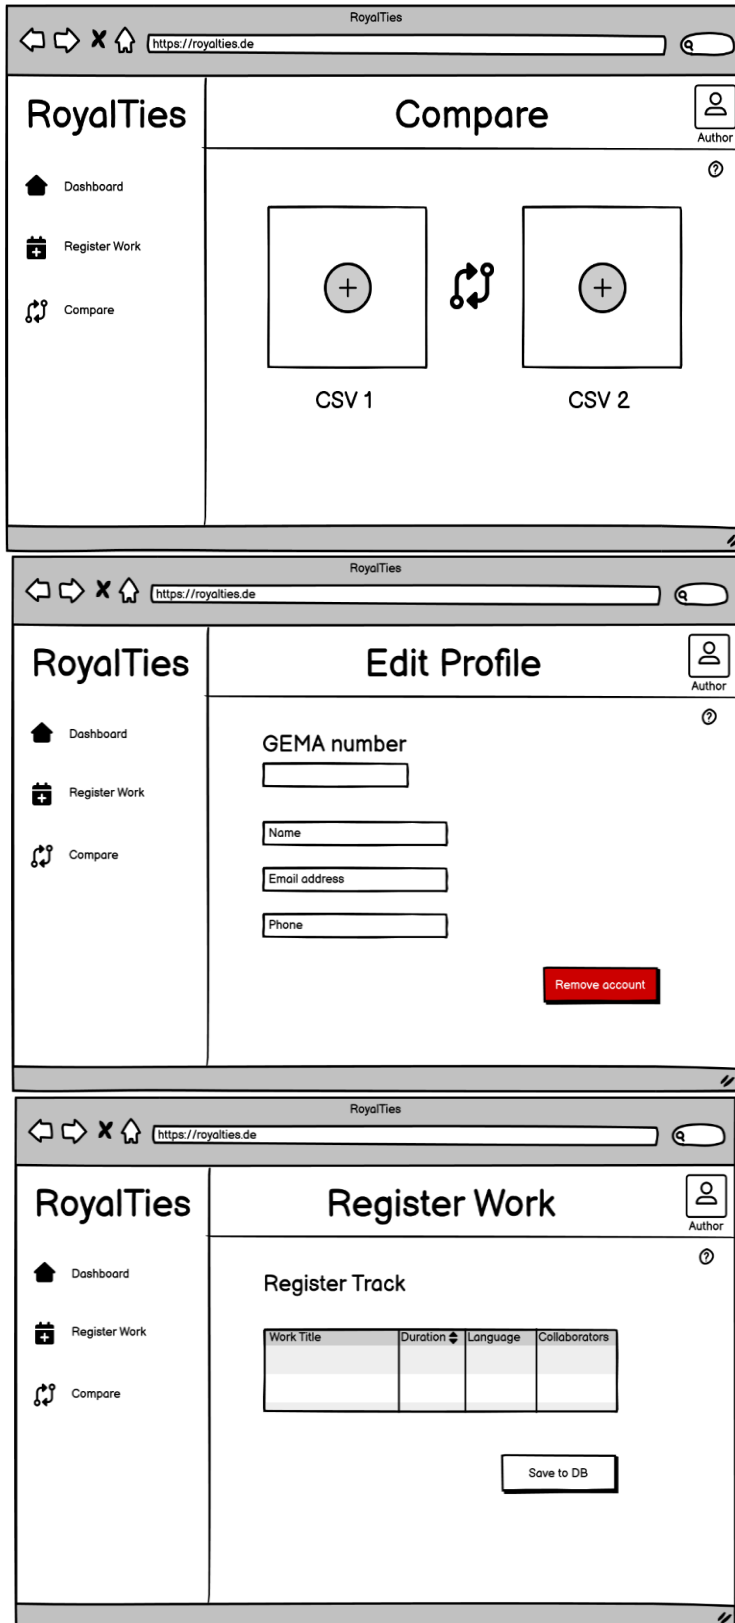 RoyalTies
https://royalties.de
RoyalTies
Compare
Author
?
Dashboard
Register Work
Compare
CSV 1
CSV 2
RoyalTies
https://royalties.de
RoyalTies
Edit Profile
Author
?
Dashboard
Register Work
Compare
GEMA number
Name
Email address
Phone
Remove account
RoyalTies
https://royalties.de
RoyalTies
Register Work
Author
?
Dashboard
Register Work
Compare
Register Track
Work Title Duration Language Collaborators
Save to DB